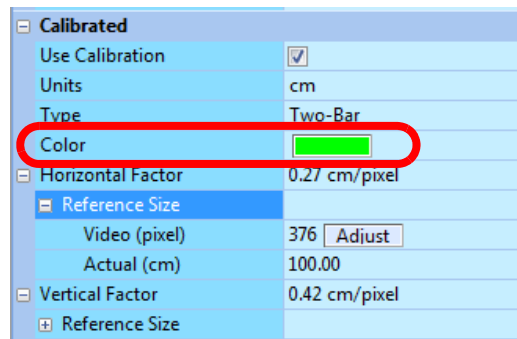 Calibrated
Use Calibration
Units cm
Type Two-Bar
Color
Horizontal Factor 0.27 cm/pixel
Reference Size
Video (pixel) 376 Adjust
Actual (cm) 100.00
Vertical Factor 0.42 cm/pixel
Reference Size